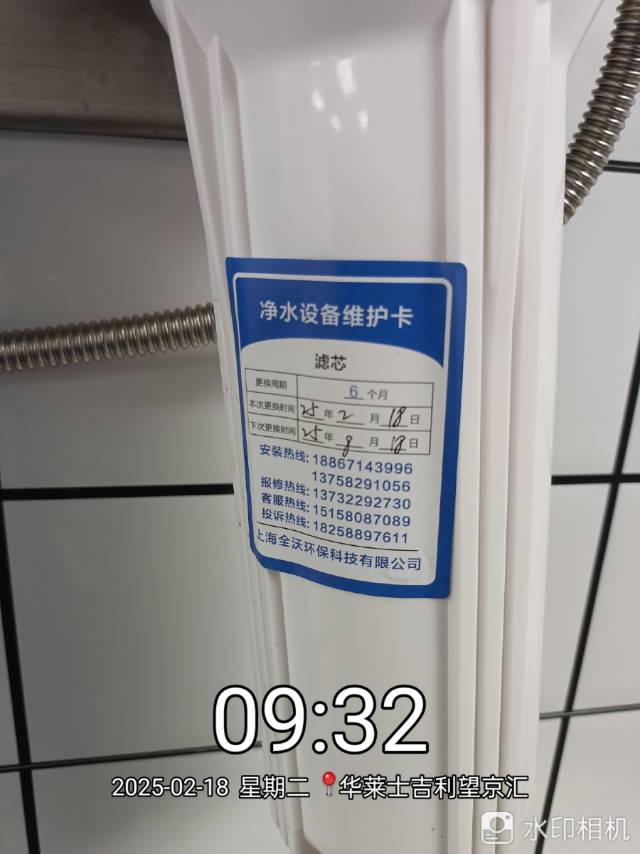 净水设备维护卡
滤芯
更换周期 6 个月
本次更换时间 25 年 2 月 18 日
下次更换时间 25 年 8 月 18 日
安装热线: 18867143996
13758291056
报修热线: 13732292730
客服热线: 15158087089
投诉热线: 18258897611
上海全沃环保科技有限公司
09:32
2025-02-18 星期二 华莱士吉利望京汇
水印相机